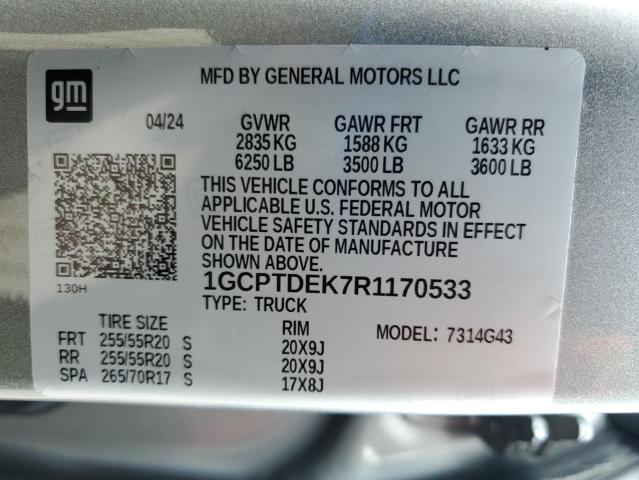 gm
MFD BY GENERAL MOTORS LLC
04/24 GVWR GAWR FRT GAWR RR
2835 KG 1588 KG 1633 KG
6250 LB 3500 LB 3600 LB
THIS VEHICLE CONFORMS TO ALL
APPLICABLE U.S. FEDERAL MOTOR
VEHICLE SAFETY STANDARDS IN EFFECT
ON THE DATE OF MANUFACTURE
SHOWN ABOVE.
130H
1GCPTDEK7R1170533
TYPE: TRUCK
TIRE SIZE RIM MODEL: 7314G43
FRT 255/55R20 S 20X9J
RR 255/55R20 S 20X9J
SPA 265/70R17 S 17X8J